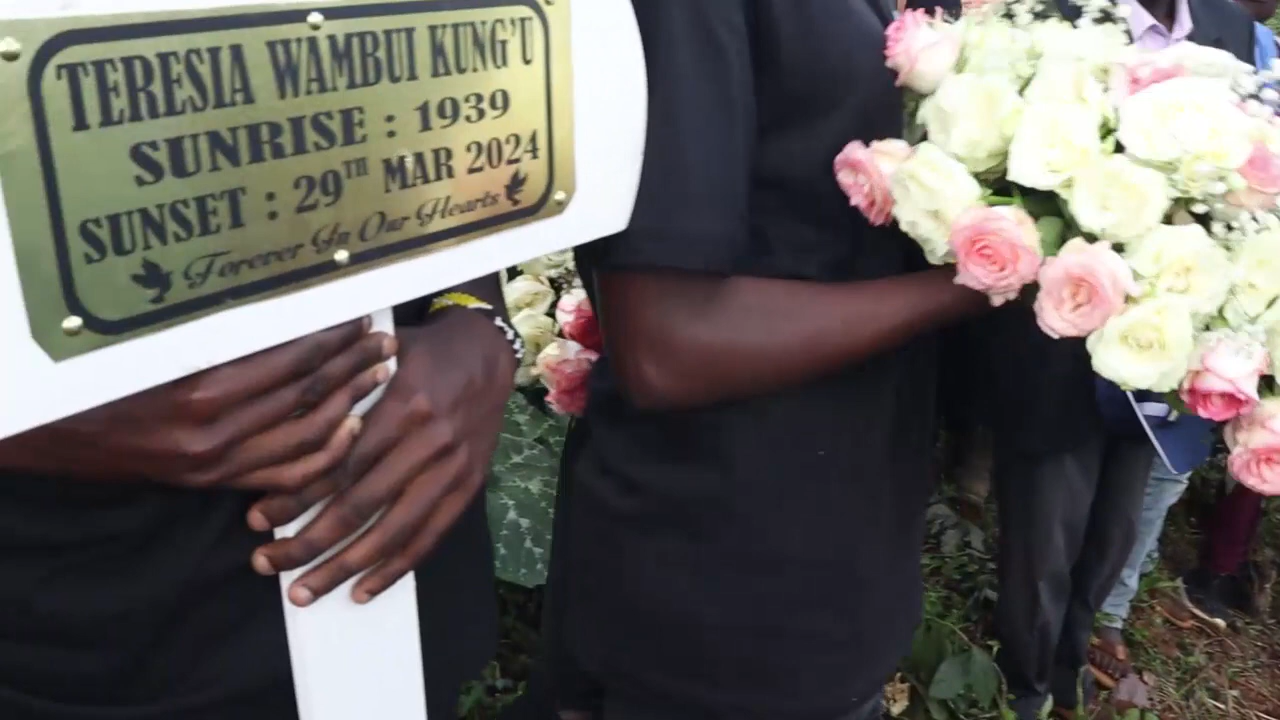 TERESIA WAMBUI KUNG'U
SUNRISE : 1939
SUNSET : 29TH MAR 2024
Forever In Our Hearts